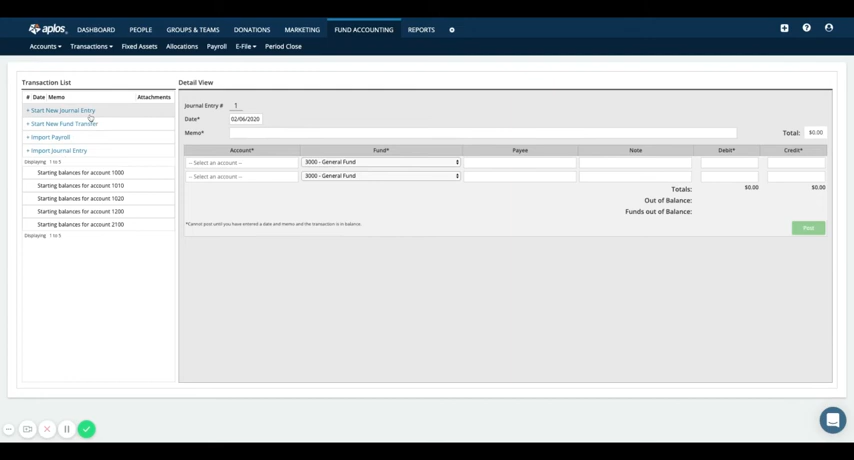 aplos DASHBOARD PEOPLE GROUPS & TEAMS DONATIONS MARKETING FUND ACCOUNTING REPORTS
Accounts Transactions Fixed Assets Allocations Payroll E-File Period Close
Transaction List
# Date Memo Attachments
+ Start New Journal Entry
+ Start New Fund Transfer
+ Import Payroll
+ Import Journal Entry
Displaying 1 to 5
Starting balances for account 1000
Starting balances for account 1010
Starting balances for account 1020
Starting balances for account 1200
Starting balances for account 2100
Displaying 1 to 5
Detail View
Journal Entry # 1
Date* 02/06/2020
Memo* Total: $0.00
Account* Fund* Payee Note Debit* Credit*
-- Select an account -- 3000 - General Fund
-- Select an account -- 3000 - General Fund
Totals: $0.00 $0.00
Out of Balance:
Funds out of Balance:
*Cannot post until you have entered a date and memo and the transaction is in balance.
Post